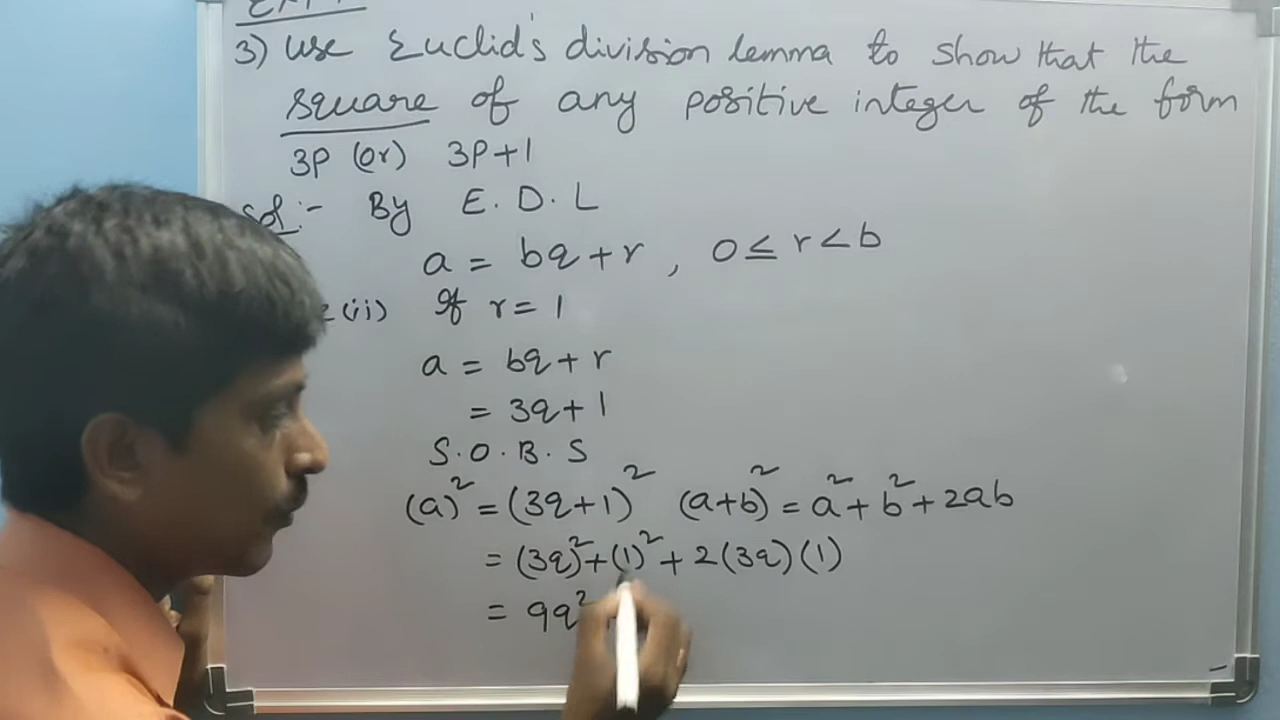 3) Use Euclid's division lemma to show that the
square of any positive integer of the form
3P (or) 3P+1
Sol:- By E.D.L
a = bq + r , 0 ≤ r < b
(ii) If r = 1
a = bq + r
= 3q + 1
S.O.B.S
(a)² = (3q+1)² (a+b)² = a² + b² + 2ab
= (3q)² + (1)² + 2(3q)(1)
= 9q²